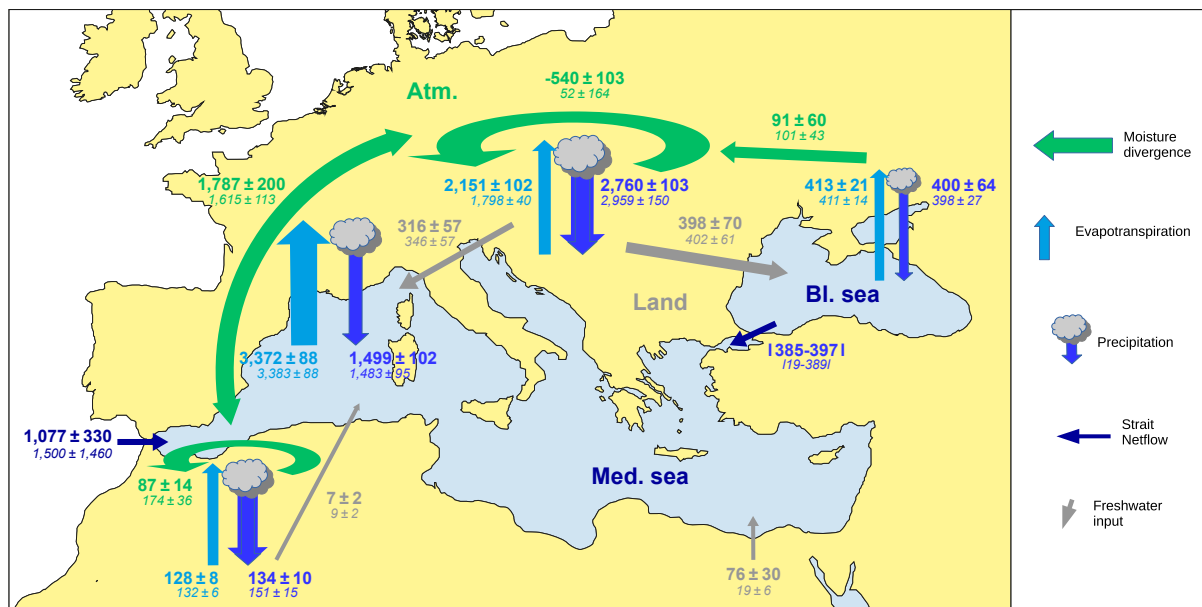 -540 ± 103
52 ± 164
Atm.
91 ± 60
101 ± 43
1,787 ± 200
1,615 ± 113
2,151 ± 102
1,798 ± 40
2,760 ± 103
2,959 ± 150
413 ± 21
411 ± 14
400 ± 64
398 ± 27
316 ± 57
346 ± 57
398 ± 70
402 ± 61
Land
Bl. sea
3,372 ± 88
3,383 ± 88
1,499 ± 102
1,483 ± 95
I 385-397 I
I19-389I
1,077 ± 330
1,500 ± 1,460
Med. sea
87 ± 14
174 ± 36
7 ± 2
9 ± 2
128 ± 8
132 ± 6
134 ± 10
151 ± 15
76 ± 30
19 ± 6
Moisture
divergence
Evapotranspiration
Precipitation
Strait
Netflow
Freshwater
input